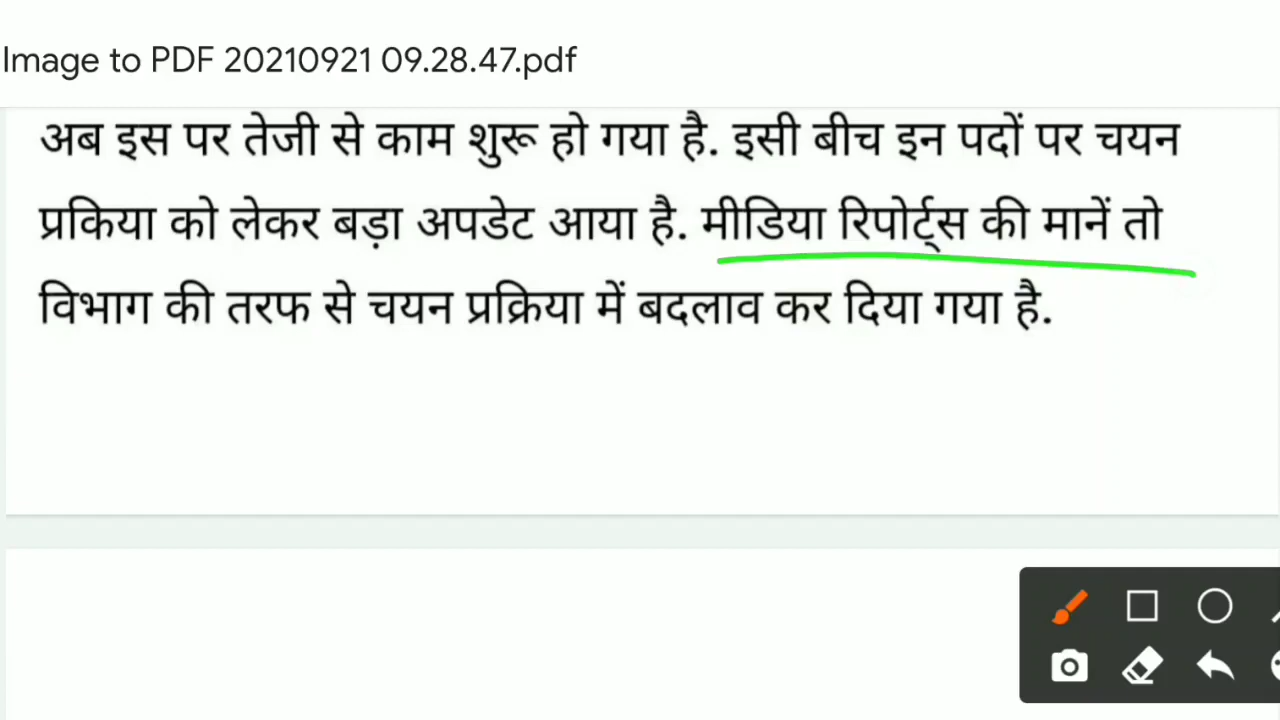 Image to PDF 20210921 09.28.47.pdf
अब इस पर तेजी से काम शुरू हो गया है. इसी बीच इन पदों पर चयन
प्रकिया को लेकर बड़ा अपडेट आया है. मीडिया रिपोर्ट्स की मानें तो
विभाग की तरफ से चयन प्रक्रिया में बदलाव कर दिया गया है.